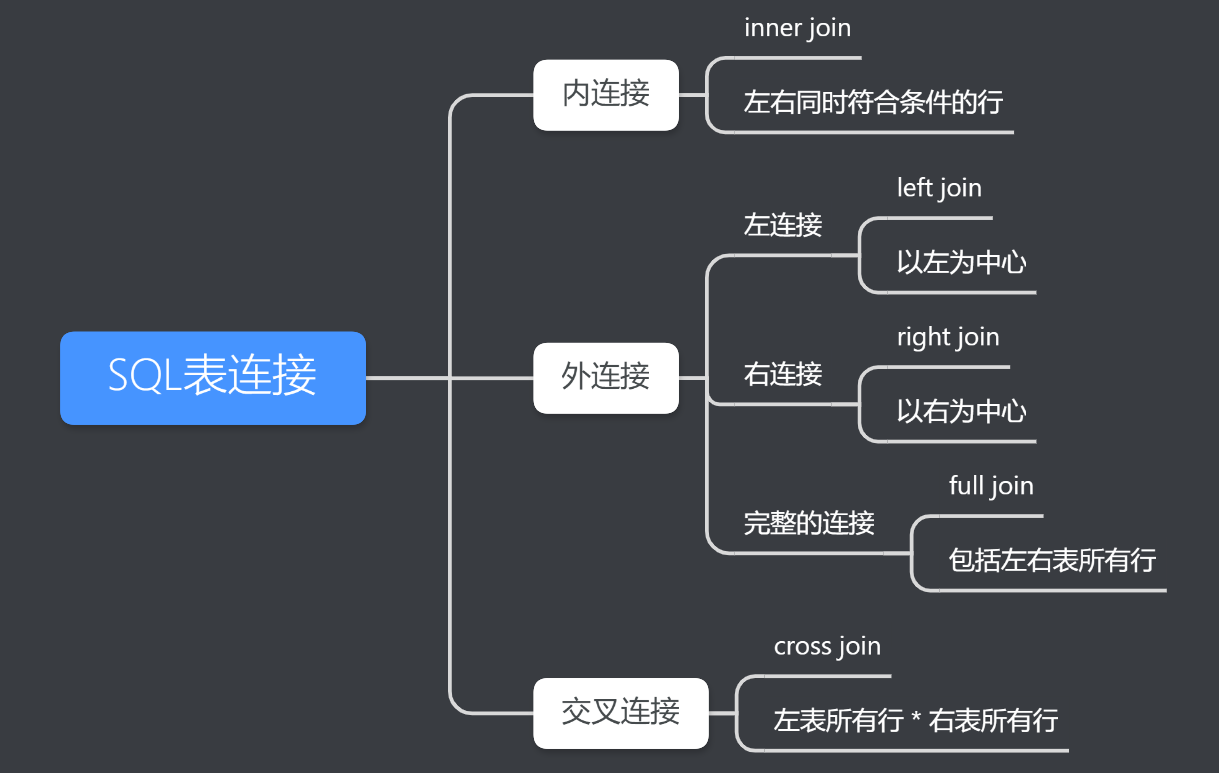 SQL表连接
内连接
inner join
左右同时符合条件的行
外连接
左连接
left join
以左为中心
右连接
right join
以右为中心
完整的连接
full join
包括左右表所有行
交叉连接
cross join
左表所有行 * 右表所有行